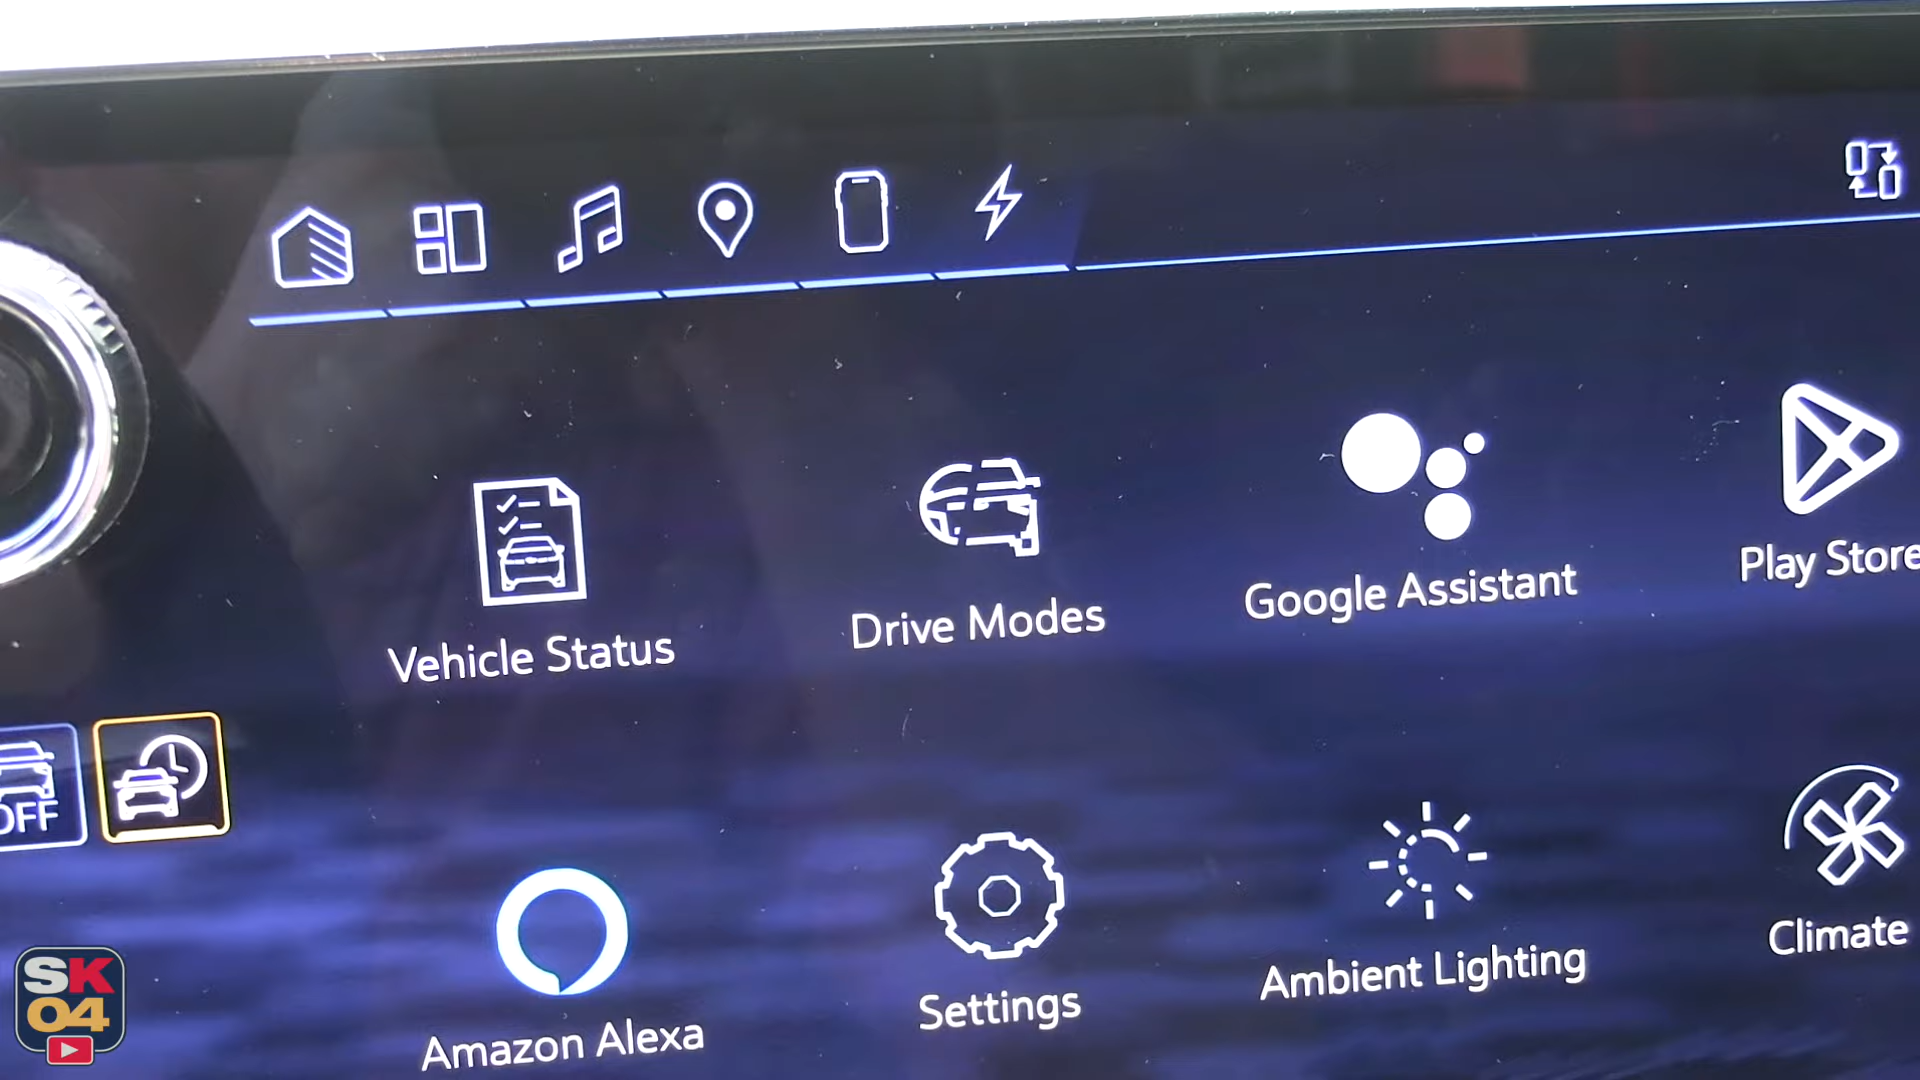 Vehicle Status
Drive Modes
Google Assistant
Play Store
OFF
Amazon Alexa
Settings
Ambient Lighting
Climate
SK
04